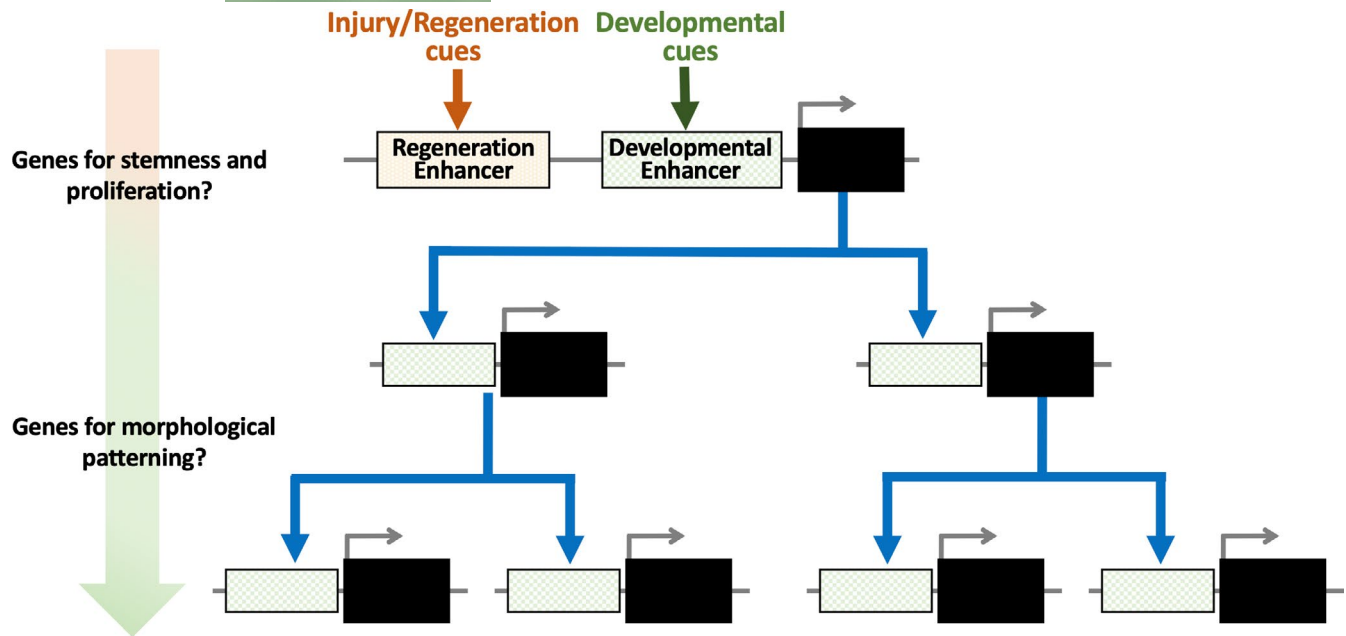 Injury/Regeneration
cues
Developmental
cues
Regeneration
Enhancer
Developmental
Enhancer
Genes for stemness and
proliferation?
Genes for morphological
patterning?